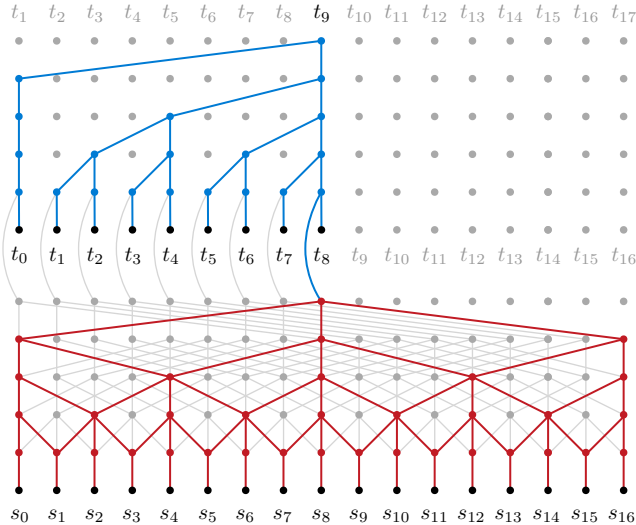 t₁ t₂ t₃ t₄ t₅ t₆ t₇ t₈ t₉ t₁₀ t₁₁ t₁₂ t₁₃ t₁₄ t₁₅ t₁₆ t₁₇
t₀ t₁ t₂ t₃ t₄ t₅ t₆ t₇ t₈ t₉ t₁₀ t₁₁ t₁₂ t₁₃ t₁₄ t₁₅ t₁₆
s₀ s₁ s₂ s₃ s₄ s₅ s₆ s₇ s₈ s₉ s₁₀ s₁₁ s₁₂ s₁₃ s₁₄ s₁₅ s₁₆